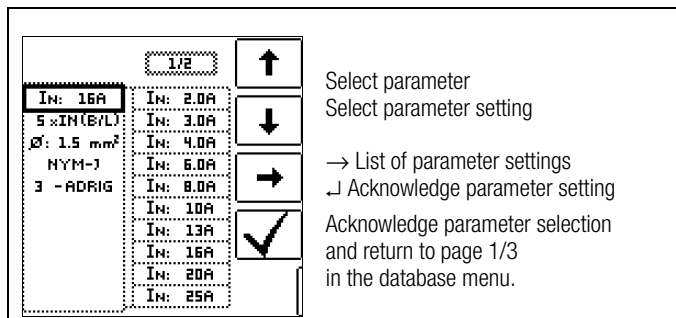 1/2
IN: 16A
5 xIN(B/L)
Ø: 1.5 mm²
NYM-J
3 -ADRIG
IN: 2.0A
IN: 3.0A
IN: 4.0A
IN: 6.0A
IN: 8.0A
IN: 10A
IN: 13A
IN: 16A
IN: 20A
IN: 25A
Select parameter
Select parameter setting
→ List of parameter settings
↵ Acknowledge parameter setting
Acknowledge parameter selection
and return to page 1/3
in the database menu.